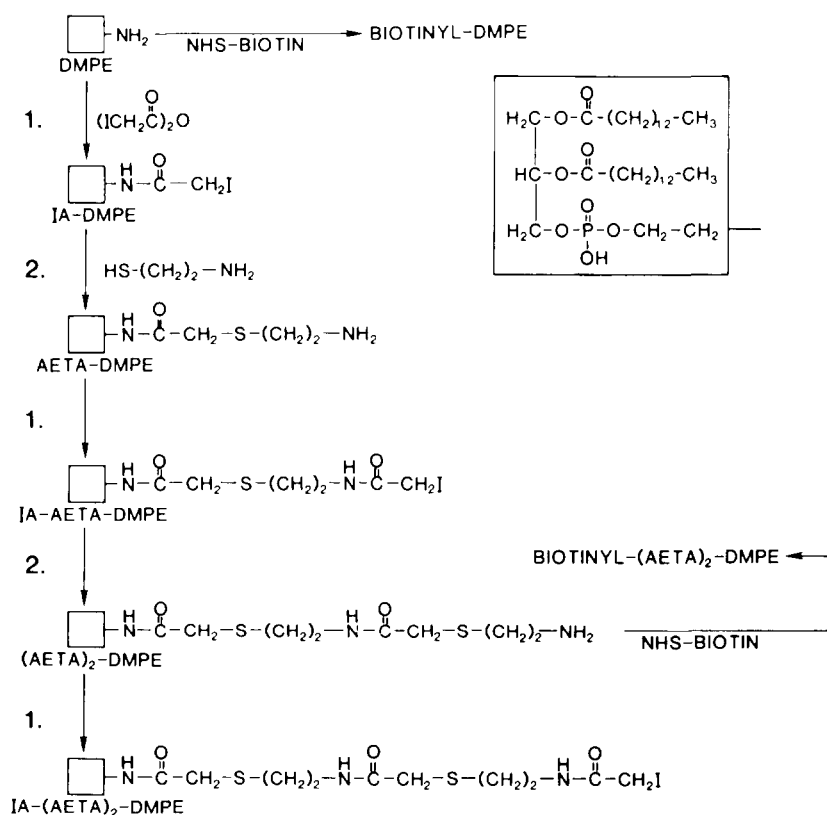 NH2 NHS-BIOTIN BIOTINYL-DMPE
DMPE
1. (ICH2C)2O
O
H O
N—C—CH2I
IA-DMPE
2. HS-(CH2)2—NH2
H O
N—C—CH2—S—(CH2)2—NH2
AETA-DMPE
1.
H O H O
N—C—CH2—S—(CH2)2—N—C—CH2I
IA-AETA-DMPE
2.
BIOTINYL-(AETA)2-DMPE
H O H O
N—C—CH2—S—(CH2)2—N—C—CH2—S—(CH2)2—NH2
NHS-BIOTIN
(AETA)2-DMPE
1.
H O H O H O
N—C—CH2—S—(CH2)2—N—C—CH2—S—(CH2)2—N—C—CH2I
IA-(AETA)2-DMPE
O
H2C-O-C-(CH2)12-CH3
O
HC-O-C-(CH2)12-CH3
O
H2C-O-P-O-CH2-CH2
OH